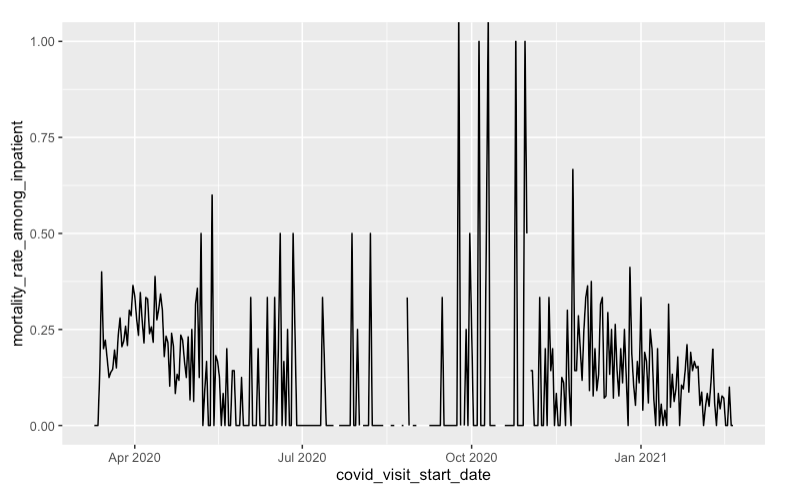 mortality_rate_among_inpatient
1.00
0.75
0.50
0.25
0.00
Apr 2020
Jul 2020
Oct 2020
Jan 2021
covid_visit_start_date